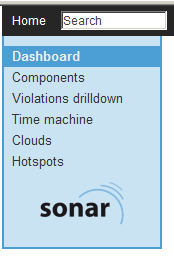 Home Search
Dashboard
Components
Violations drilldown
Time machine
Clouds
Hotspots
sonar